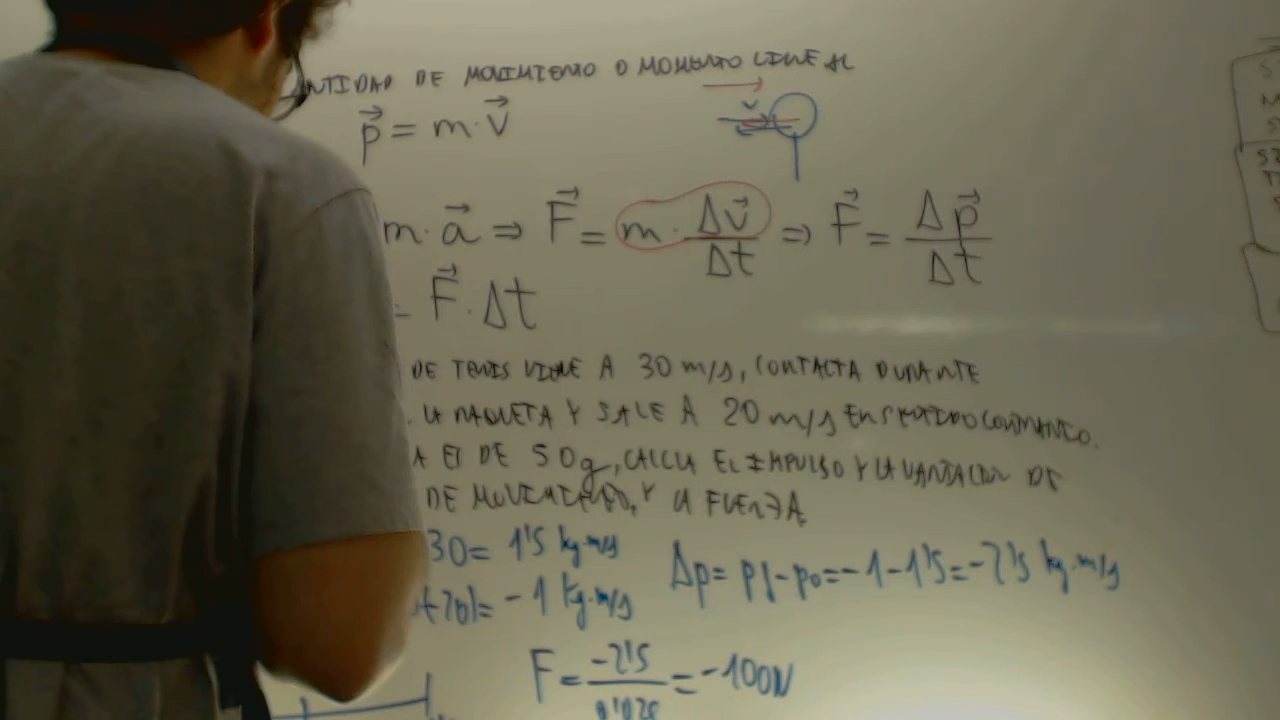 NTIDAD DE MOVIMIENTO O MOMENTO LINEAL
p⃗ = m·v⃗
v
m·a⃗ ⇒ F⃗ = m·Δv⃗/Δt ⇒ F⃗ = Δp⃗/Δt
= F⃗·Δt
DE TENIS VIENE A 30 m/s, CONTACTA DURANTE
LA RAQUETA Y SALE A 20 m/s EN SENTIDO CONTRARIO.
A ES DE 50g, CALCULA EL IMPULSO Y LA VARIACIÓN DE
DE MOVIMIENTO, Y LA FUERZA
30 = 1'5 kg·m/s
(-20) = -1 kg·m/s
Δp = pf - p0 = -1 - 1'5 = -2'5 kg·m/s
F = -2'5/0'025 = -100N